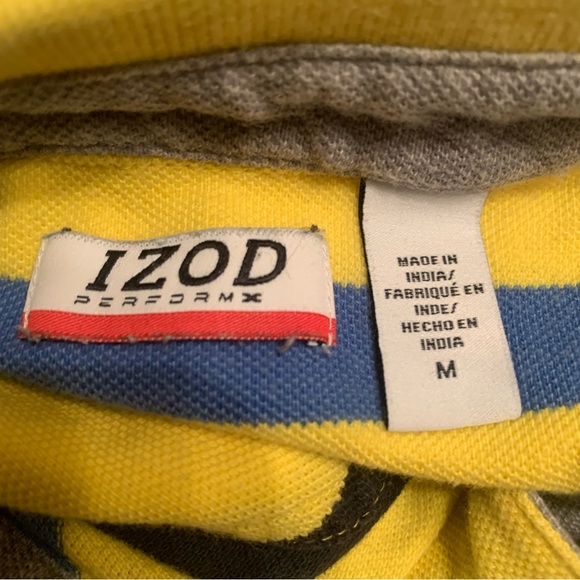 IZOD
PERFORMX
MADE IN
INDIA/
FABRIQUÉ EN
INDE/
HECHO EN
INDIA
M